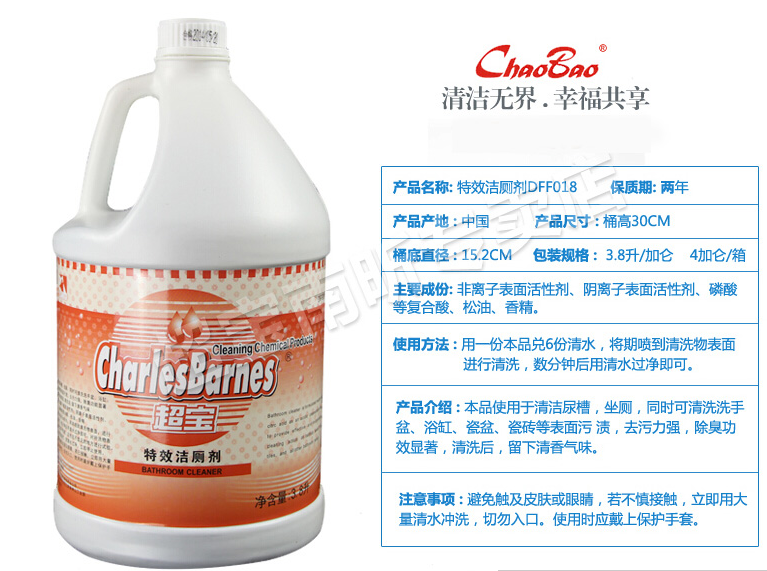 ChaoBao®
清洁无界 . 幸福共享
产品名称: 特效洁厕剂DFF018 保质期: 两年
产品产地：中国 产品尺寸：桶高30CM
桶底直径：15.2CM 包装规格： 3.8升/加仑 4加仑/箱
主要成份: 非离子表面活性剂、阴离子表面活性剂、磷酸
等复合酸、松油、香精。
使用方法：用一份本品兑6份清水，将期喷到清洗物表面
进行清洗，数分钟后用清水过净即可。
产品介绍：本品使用于清洁尿槽，坐厕，同时可清洗洗手
盆、浴缸、瓷盆、瓷砖等表面污 渍，去污力强，除臭功
效显著，清洗后，留下清香气味。
注意事项：避免触及皮肤或眼睛，若不慎接触，立即用大
量清水冲洗，切勿入口。使用时应戴上保护手套。
Cleaning Chemical Products
CharlesBarnes®
超宝
特效洁厕剂
BATHROOM CLEANER
净含量:3.8升